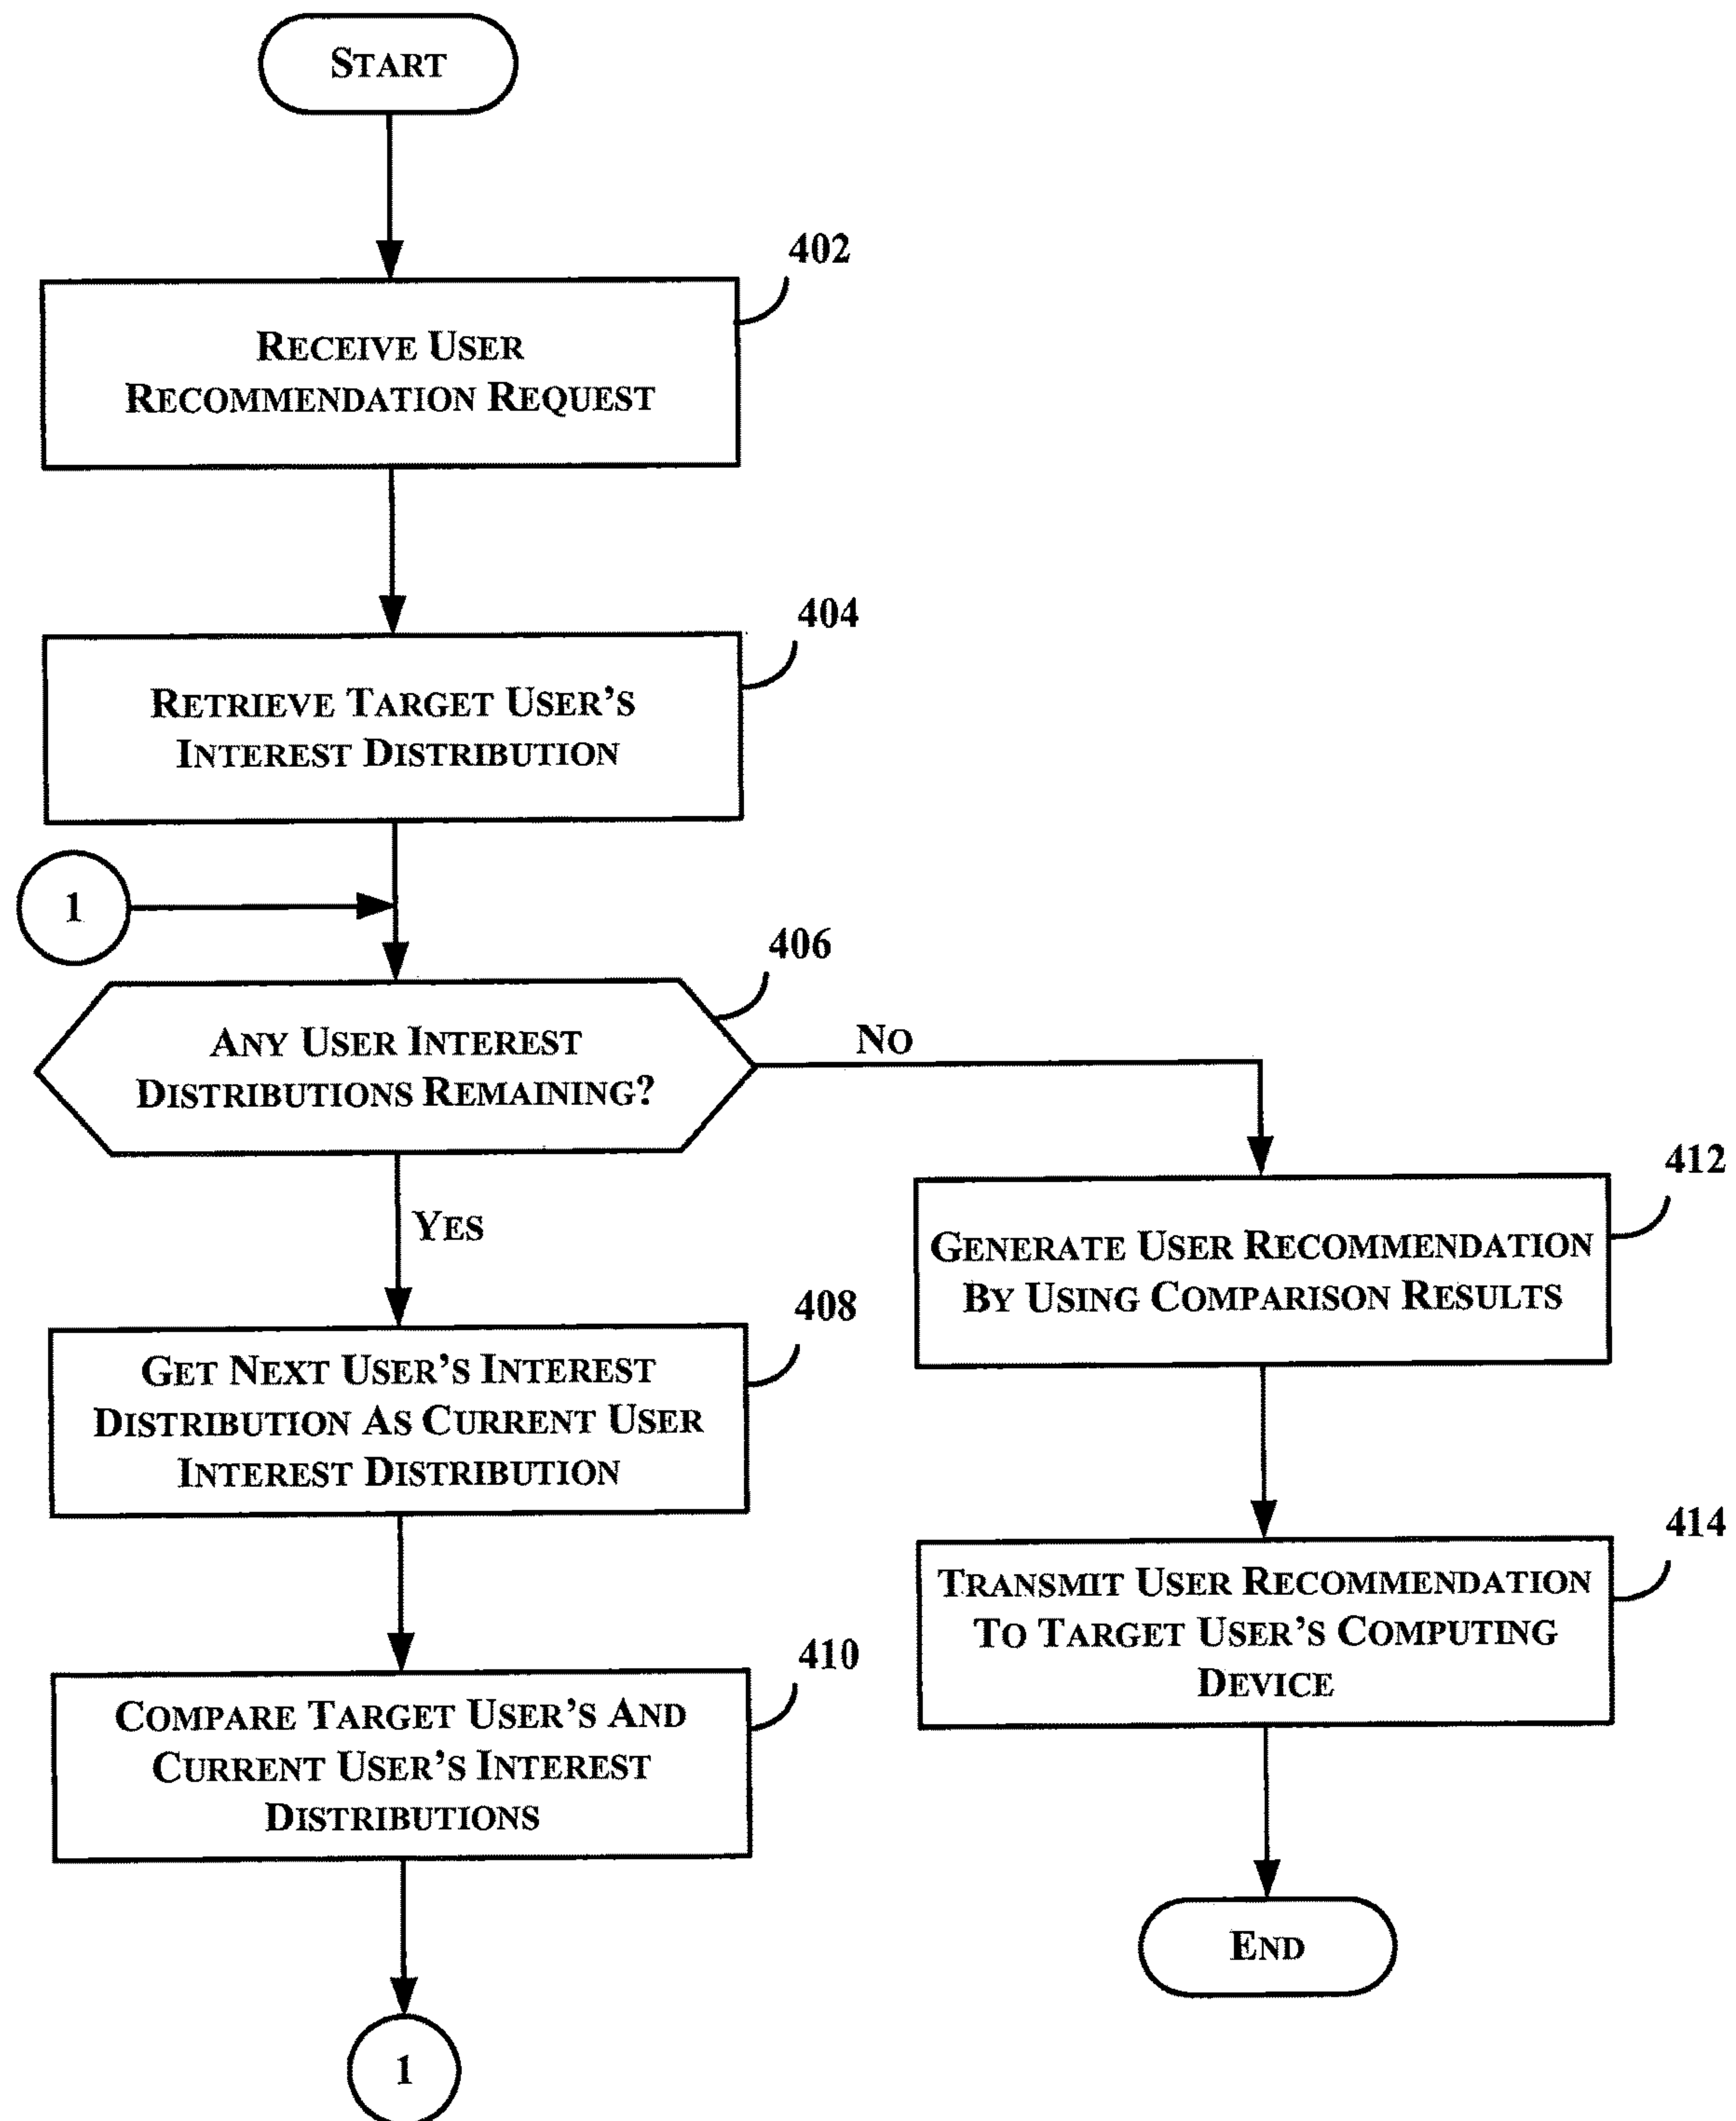 START
402
RECEIVE USER
RECOMMENDATION REQUEST
404
RETRIEVE TARGET USER'S
INTEREST DISTRIBUTION
1
406
ANY USER INTEREST
DISTRIBUTIONS REMAINING?
NO
YES
408
GET NEXT USER'S INTEREST
DISTRIBUTION AS CURRENT USER
INTEREST DISTRIBUTION
410
COMPARE TARGET USER'S AND
CURRENT USER'S INTEREST
DISTRIBUTIONS
1
412
GENERATE USER RECOMMENDATION
BY USING COMPARISON RESULTS
414
TRANSMIT USER RECOMMENDATION
TO TARGET USER'S COMPUTING
DEVICE
END